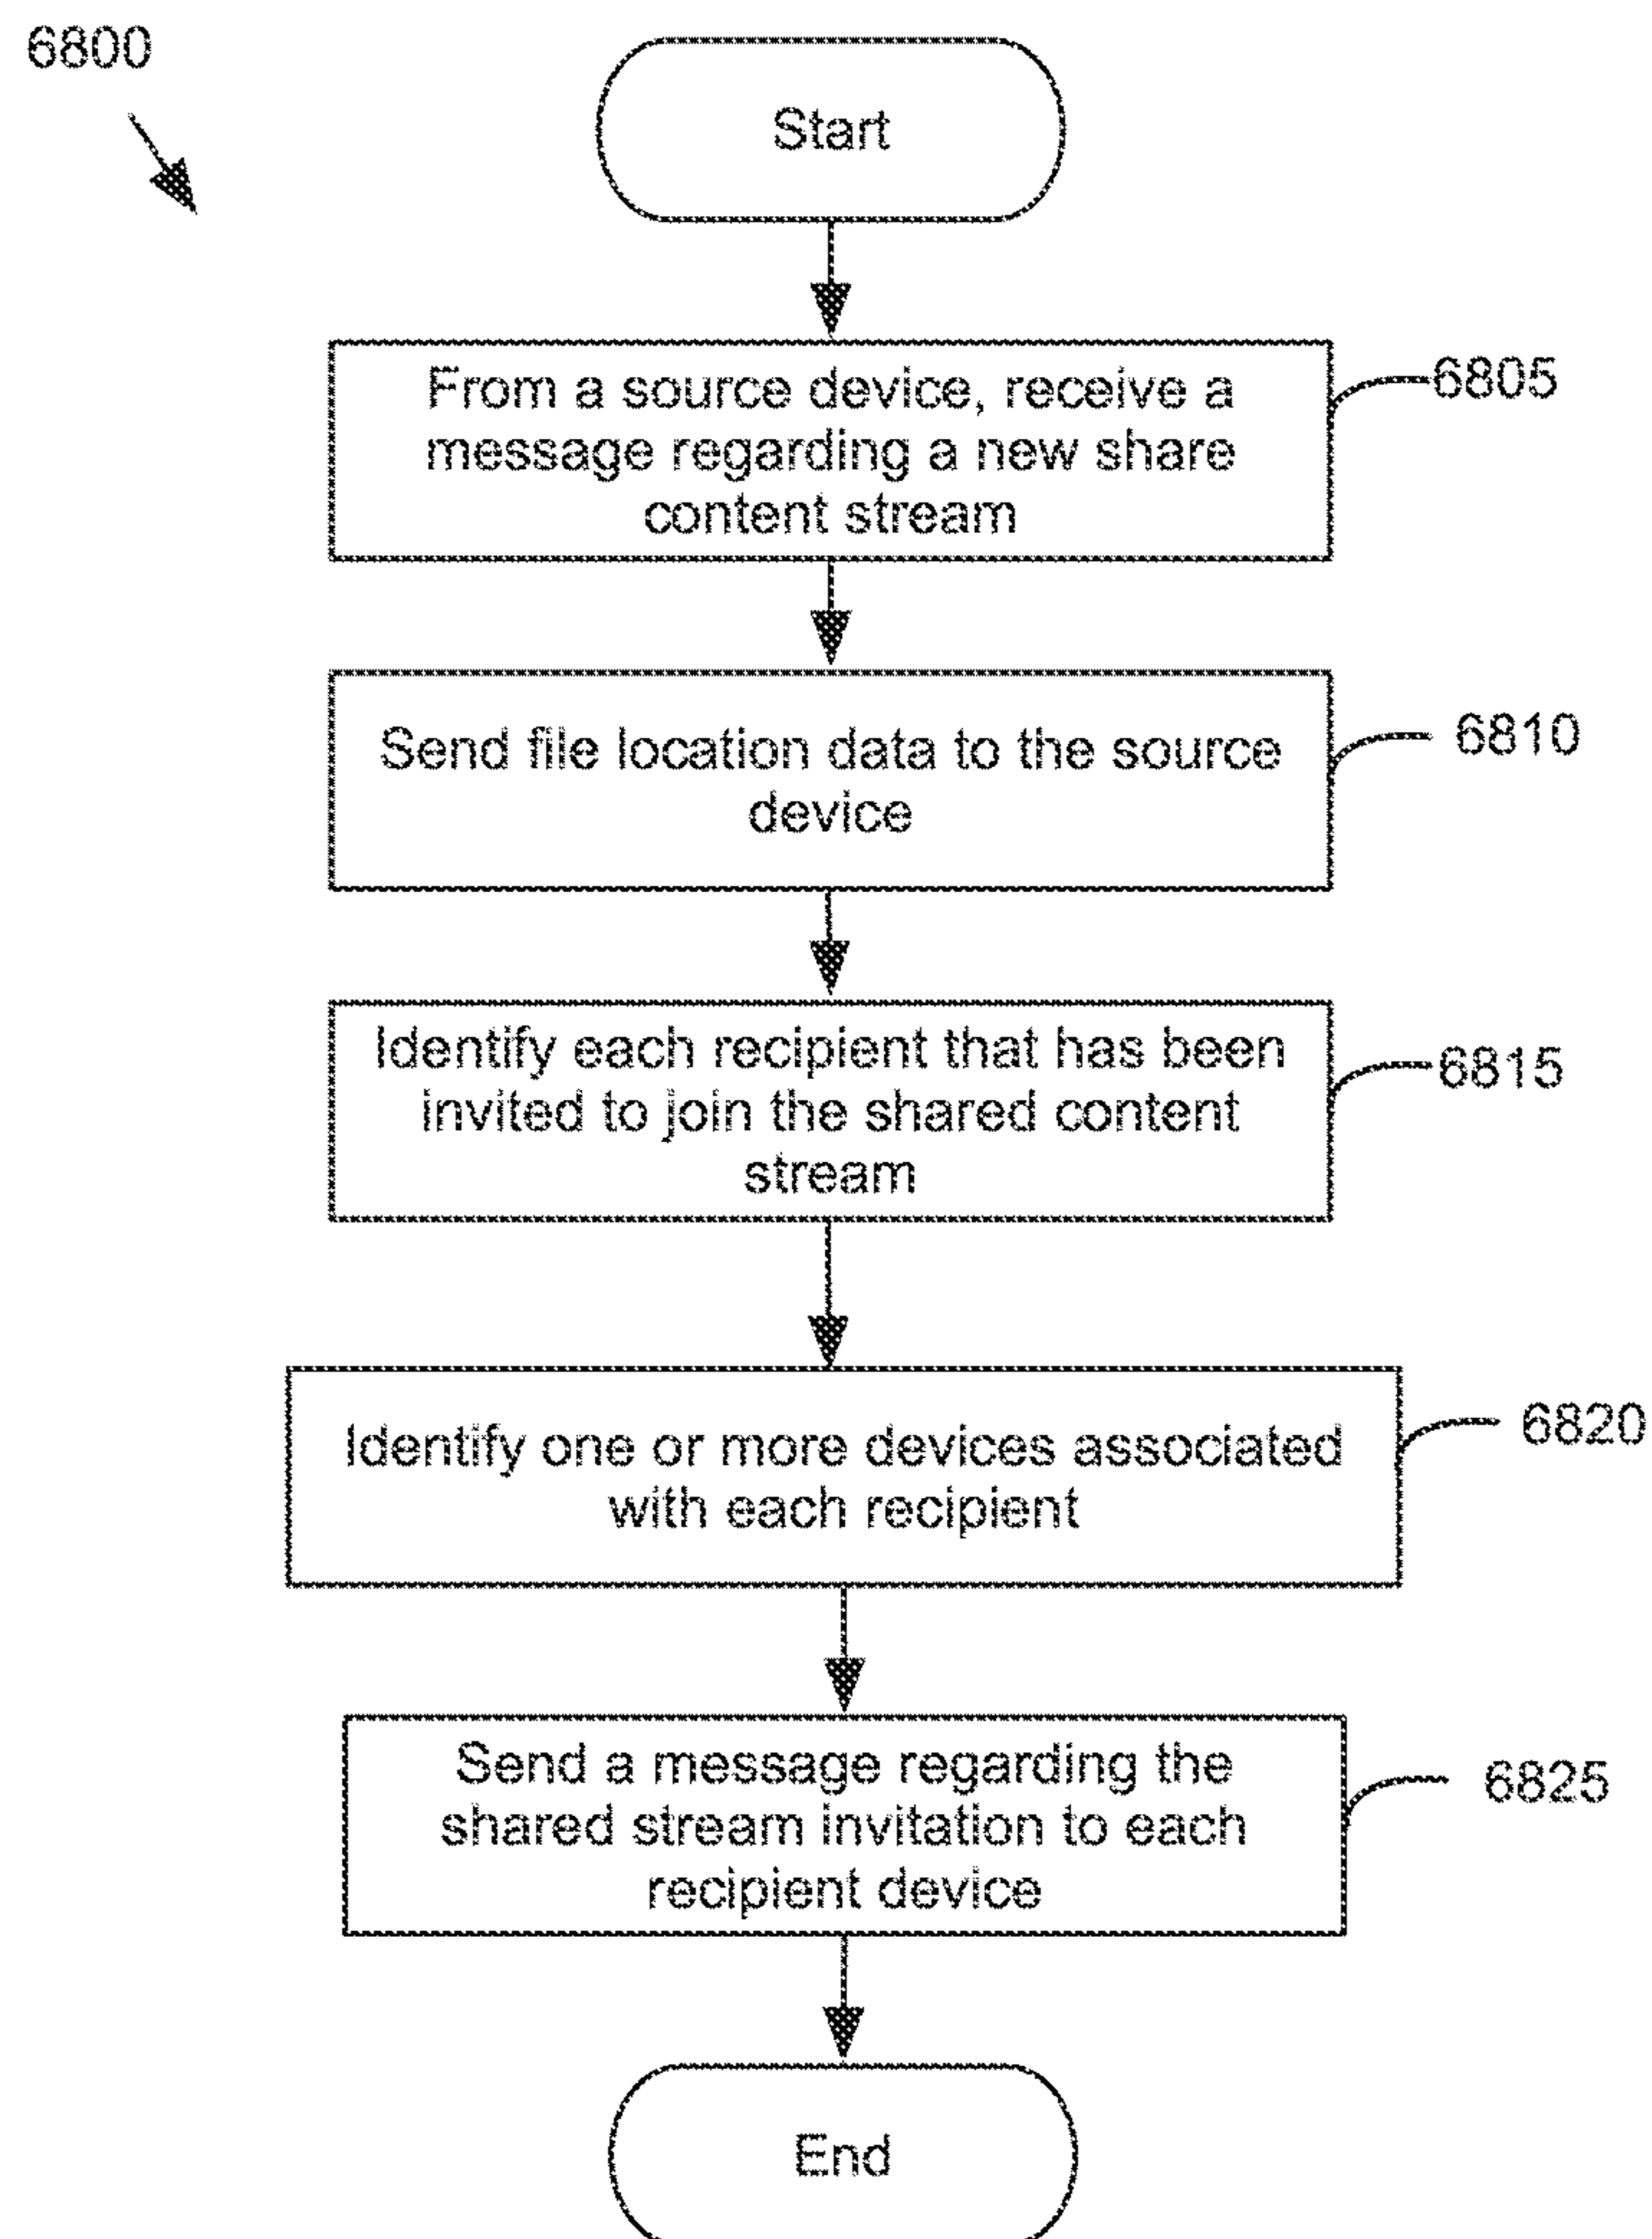 6800
Start
From a source device, receive a
message regarding a new share
content stream
6805
Send file location data to the source
device
6810
Identify each recipient that has been
invited to join the shared content
stream
6815
Identify one or more devices associated
with each recipient
6820
Send a message regarding the
shared stream invitation to each
recipient device
6825
End